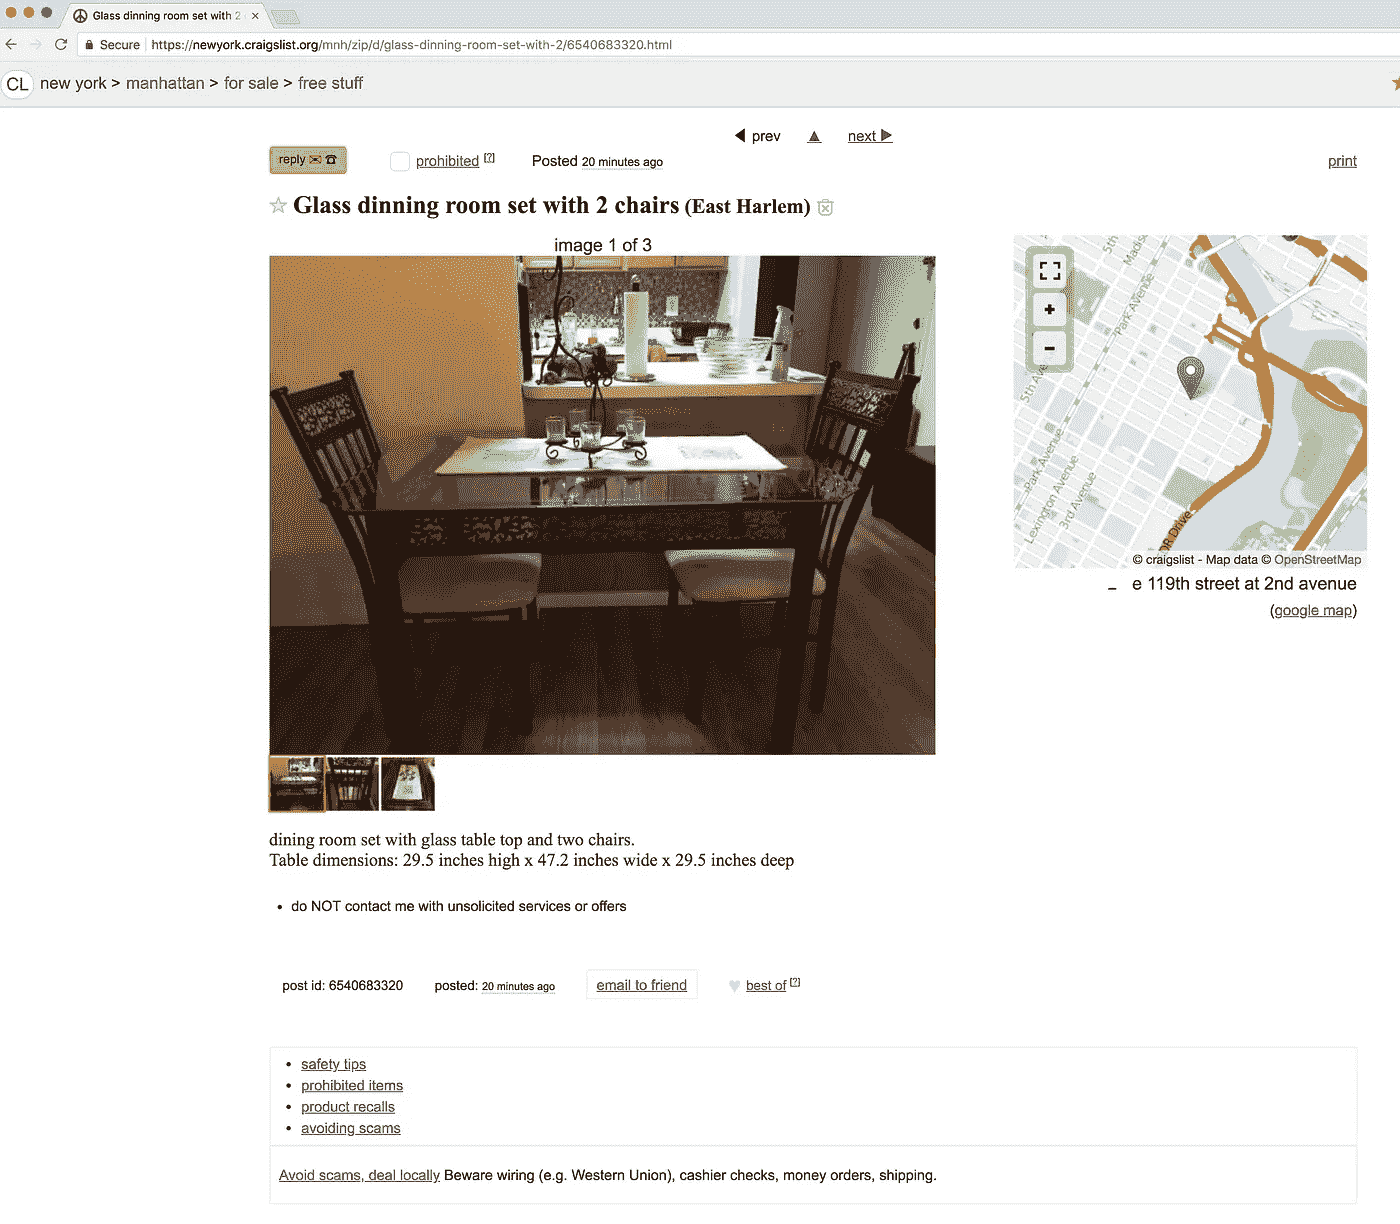 Glass dinning room set with 2
Secure https://newyork.craigslist.org/mnh/zip/d/glass-dinning-room-set-with-2/6540683320.html
CL new york > manhattan > for sale > free stuff
prev next
reply prohibited [?] Posted 20 minutes ago print
Glass dinning room set with 2 chairs (East Harlem)
image 1 of 3
5th
Madis
Park Avenue
5th Ave
Park Avenue
Lexington Avenue
3rd Avenue
DR Drive
+
−
© craigslist - Map data © OpenStreetMap
e 119th street at 2nd avenue
(google map)
dining room set with glass table top and two chairs.
Table dimensions: 29.5 inches high x 47.2 inches wide x 29.5 inches deep
• do NOT contact me with unsolicited services or offers
post id: 6540683320 posted: 20 minutes ago email to friend best of [?]
• safety tips
• prohibited items
• product recalls
• avoiding scams
Avoid scams, deal locally Beware wiring (e.g. Western Union), cashier checks, money orders, shipping.